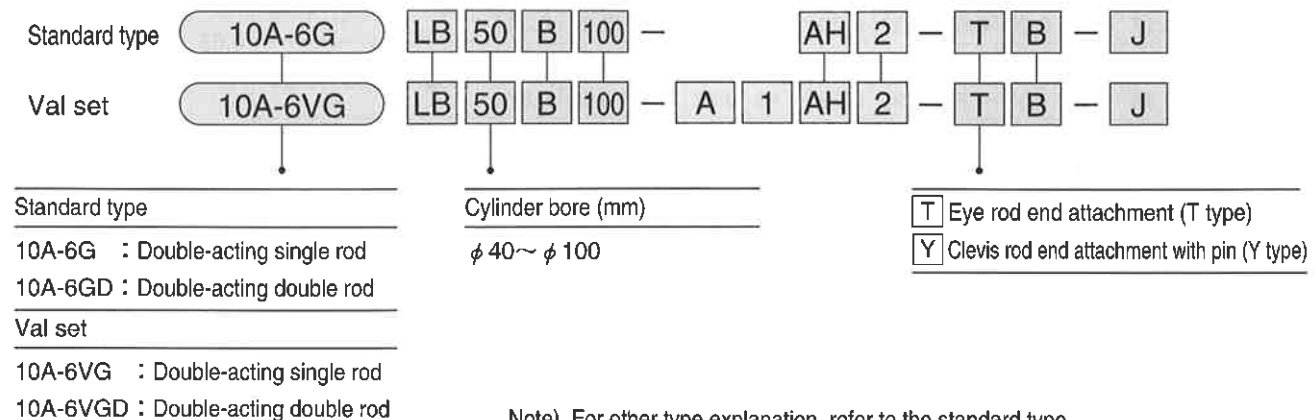 Standard type 10A-6G LB 50 B 100 - AH 2 - T B - J
Val set 10A-6VG LB 50 B 100 - A 1 AH 2 - T B - J
Standard type
10A-6G : Double-acting single rod
10A-6GD : Double-acting double rod
Val set
10A-6VG : Double-acting single rod
10A-6VGD : Double-acting double rod
Cylinder bore (mm)
φ40~φ100
T Eye rod end attachment (T type)
Y Clevis rod end attachment with pin (Y type)
Note) For other type explanation, refer to the standard type